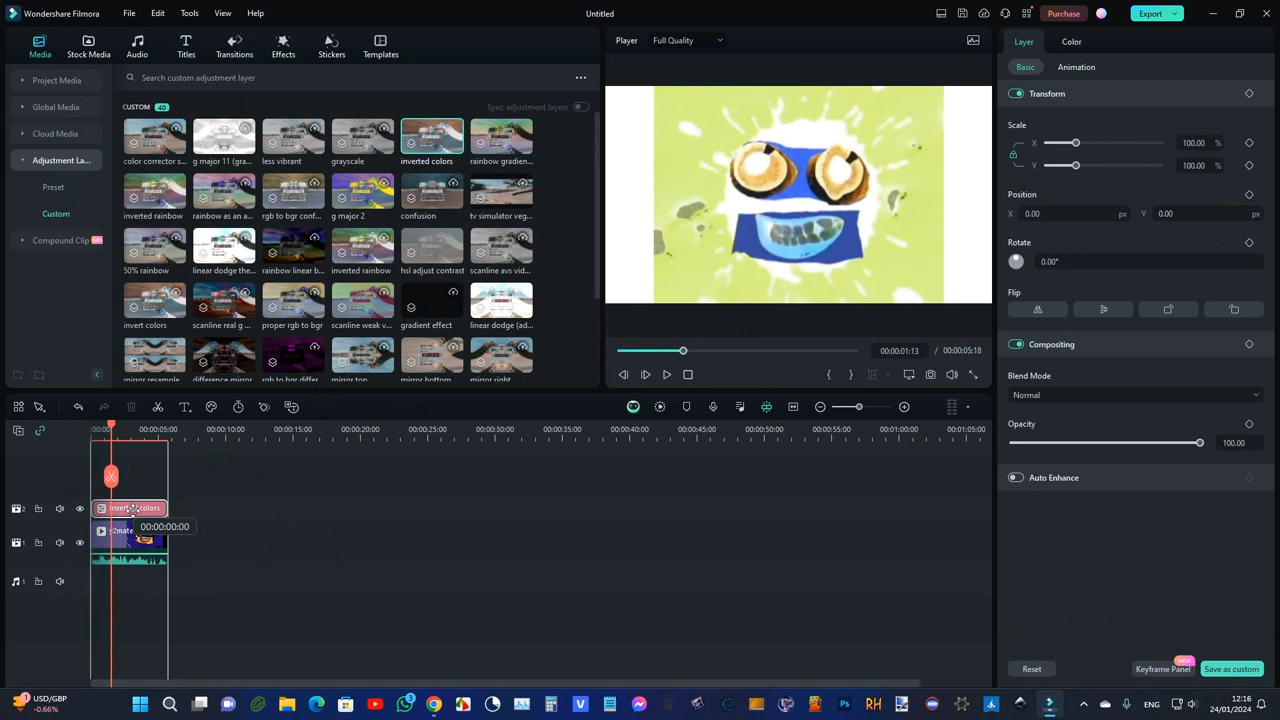 Wondershare Filmora File Edit Tools View Help Untitled Purchase Export
Media Stock Media Audio Titles Transitions Effects Stickers Templates
Player Full Quality
Layer Color
Basic Animation
Project Media
Global Media
Cloud Media
Adjustment La...
Preset
Custom
Compound Clip
Search custom adjustment layer
CUSTOM 40 Sync adjustment layers
color corrector s... g major 11 (gra... less vibrant grayscale inverted colors rainbow gradien...
inverted rainbow rainbow as an a... rgb to bgr conf... g major 2 confusion tv simulator veg...
50% rainbow linear dodge the... rainbow linear b... inverted rainbow hsl adjust contrast scanline avs vid...
invert colors scanline real g ... proper rgb to bgr scanline weak v... gradient effect linear dodge (ad...
mirror resample difference mirror rgb to bgr differ... mirror top mirror bottom mirror right
00:00:01:13 / 00:00:05:18
Transform
Scale
X 100.00 %
Y 100.00 %
Position
X 0.00 px Y 0.00 px
Rotate
0.00°
Flip
Compositing
Blend Mode
Normal
Opacity
100.00
Auto Enhance
Reset Keyframe Panel NEW Save as custom
00:00 00:00:05:00 00:00:10:00 00:00:15:00 00:00:20:00 00:00:25:00 00:00:30:00 00:00:35:00 00:00:40:00 00:00:45:00 00:00:50:00 00:00:55:00 00:01:00:00 00:01:05:00
2 inverted colors
00:00:00:00
1 y2mate
1
1 USD/GBP
-0.66%
3
RH
ENG
12:16
24/01/2024